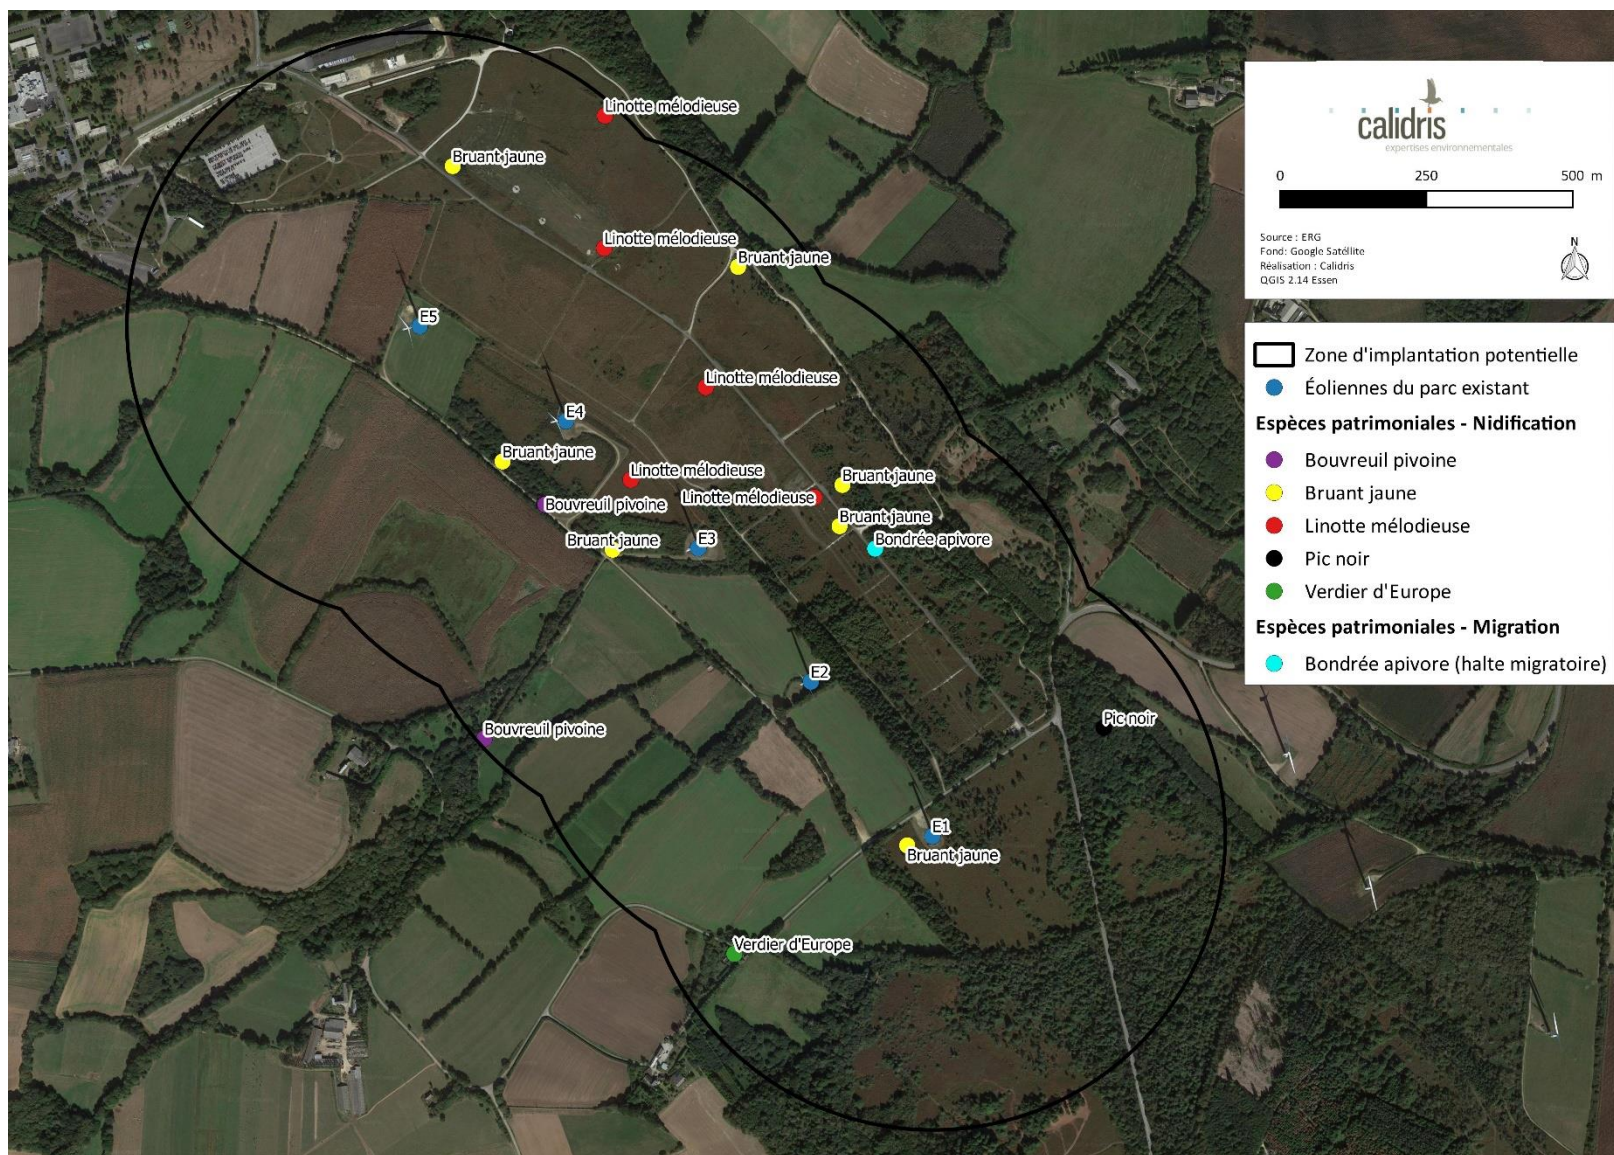 Linotte mélodieuse
Bruant jaune
Linotte mélodieuse
Bruant jaune
E5
Linotte mélodieuse
E4
Bruant jaune
Linotte mélodieuse
Bruant jaune
Linotte mélodieuse
Bouvreuil pivoine
Bruant jaune
Bruant jaune
E3
Bondrée apivore
E2
Pic noir
Bouvreuil pivoine
E1
Bruant jaune
Verdier d'Europe
calidris
expertises environnementales
0 250 500 m
Source : ERG
Fond: Google Satéllite
Réalisation : Calidris
QGIS 2.14 Essen
N
Zone d'implantation potentielle
Éoliennes du parc existant
Espèces patrimoniales - Nidification
Bouvreuil pivoine
Bruant jaune
Linotte mélodieuse
Pic noir
Verdier d'Europe
Espèces patrimoniales - Migration
Bondrée apivore (halte migratoire)